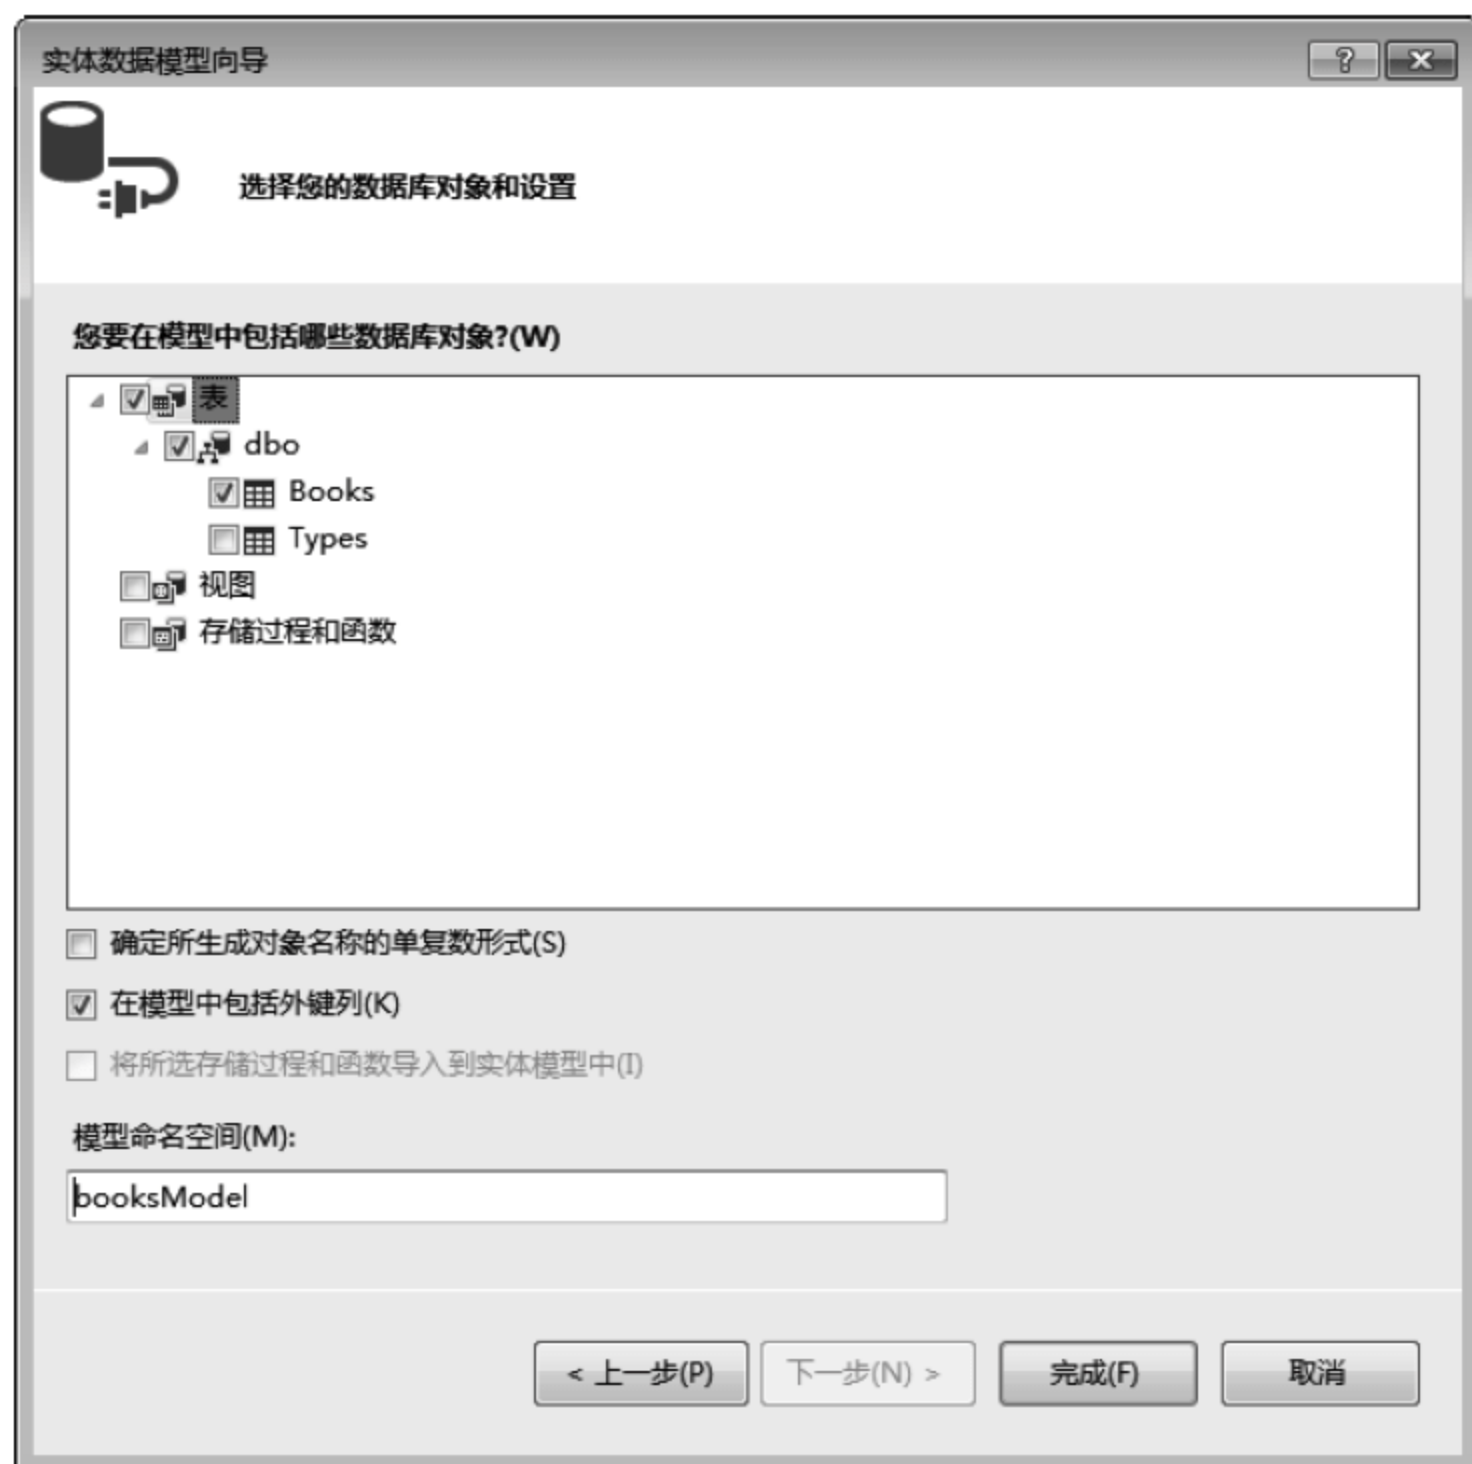 实体数据模型向导
选择您的数据库对象和设置
您要在模型中包括哪些数据库对象?(W)
表
dbo
Books
Types
视图
存储过程和函数
确定所生成对象名称的单复数形式(S)
在模型中包括外键列(K)
将所选存储过程和函数导入到实体模型中(I)
模型命名空间(M):
booksModel
< 上一步(P) 下一步(N) > 完成(F) 取消